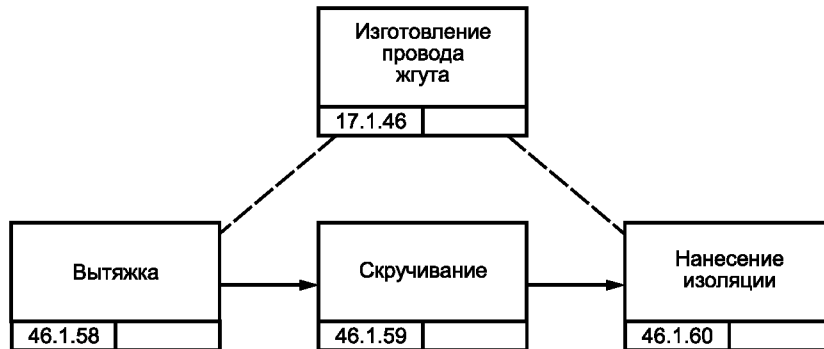 Изготовление
провода
жгута
17.1.46
Вытяжка
46.1.58
Скручивание
46.1.59
Нанесение
изоляции
46.1.60